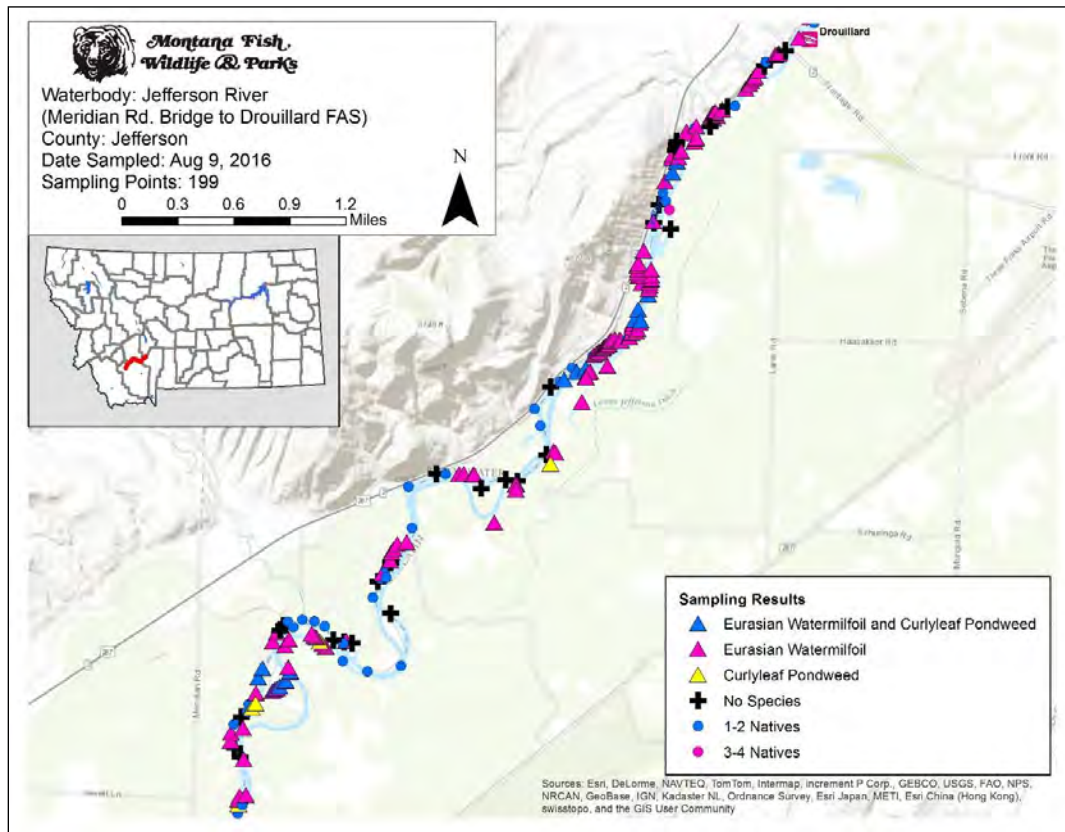 Montana Fish,
Wildlife & Parks
Waterbody: Jefferson River
(Meridian Rd. Bridge to Drouillard FAS)
County: Jefferson
Date Sampled: Aug 9, 2016
Sampling Points: 199
N
0 0.3 0.6 0.9 1.2
Miles
Drouillard
Frontage Rd
Three Forks Airport Rd
Lane Rd
Buffalo
Lower Jefferson Ditch
287
Meridian Rd
Sampling Results
Eurasian Watermilfoil and Curlyleaf Pondweed
Eurasian Watermilfoil
Curlyleaf Pondweed
No Species
1-2 Natives
3-4 Natives
Sources: Esri, DeLorme, NAVTEQ, TomTom, Intermap, increment P Corp., GEBCO, USGS, FAO, NPS,
NRCAN, GeoBase, IGN, Kadaster NL, Ordnance Survey, Esri Japan, METI, Esri China (Hong Kong),
swisstopo, and the GIS User Community